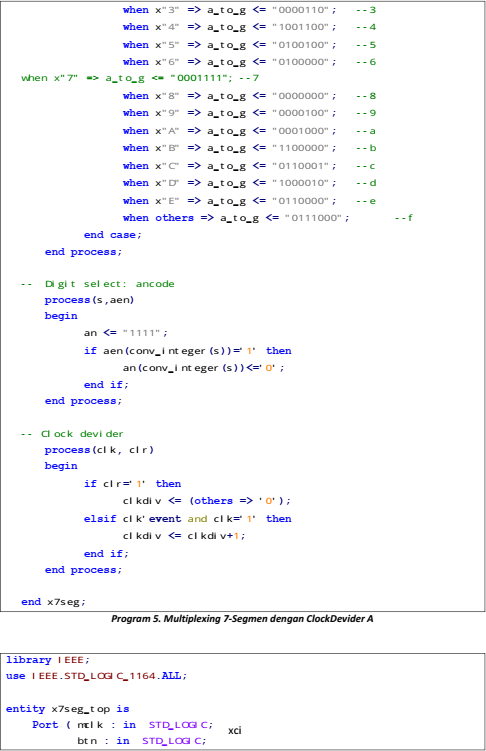 when x"3" => a_to_g <= "0000110"; --3
when x"4" => a_to_g <= "1001100"; --4
when x"5" => a_to_g <= "0100100"; --5
when x"6" => a_to_g <= "0100000"; --6
when x"7" => a_to_g <= "0001111"; --7
when x"8" => a_to_g <= "0000000"; --8
when x"9" => a_to_g <= "0000100"; --9
when x"A" => a_to_g <= "0001000"; --a
when x"B" => a_to_g <= "1100000"; --b
when x"C" => a_to_g <= "0110001"; --c
when x"D" => a_to_g <= "1000010"; --d
when x"E" => a_to_g <= "0110000"; --e
when others => a_to_g <= "0111000"; --f
end case;
end process;
-- Digit select: ancode
process(s,aen)
begin
an <= "1111";
if aen(conv_integer(s))='1' then
an(conv_integer(s))<='0';
end if;
end process;
-- Clock devider
process(clk, clr)
begin
if clr='1' then
clkdiv <= (others => '0');
elsif clk'event and clk='1' then
clkdiv <= clkdiv+1;
end if;
end process;
end x7seg;
Program 5. Multiplexing 7-Segmen dengan ClockDevider A
library IEEE;
use IEEE.STD_LOGIC_1164.ALL;
entity x7seg_top is
Port ( mclk : in STD_LOGIC;
btn : in STD_LOGIC;
xci